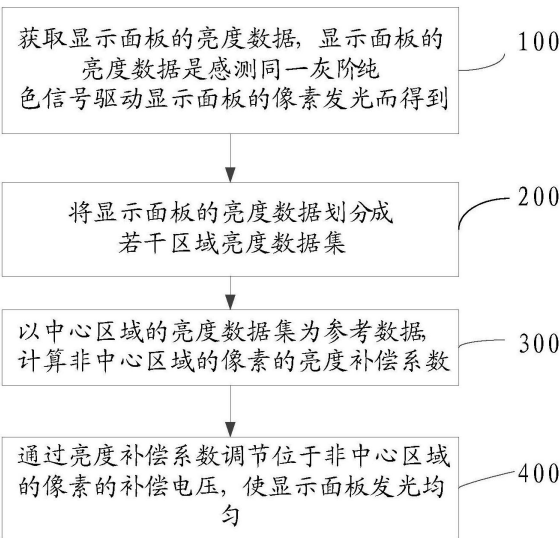 获取显示面板的亮度数据，显示面板的
亮度数据是感测同一灰阶纯
色信号驱动显示面板的像素发光而得到
100
将显示面板的亮度数据划分成
若干区域亮度数据集
200
以中心区域的亮度数据集为参考数据，
计算非中心区域的像素的亮度补偿系数
300
通过亮度补偿系数调节位于非中心区域
的像素的补偿电压，使显示面板发光均
匀
400